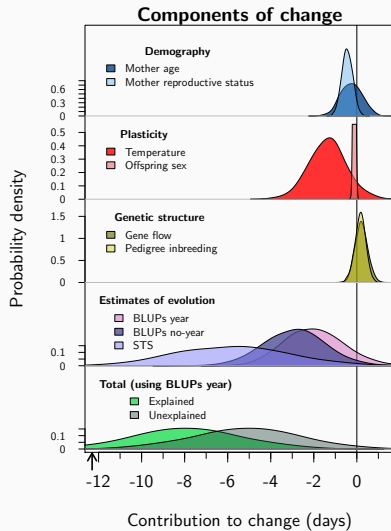 Components of change
Demography
Mother age
Mother reproductive status
0.6
0.3
0
Plasticity
Temperature
Offspring sex
0.5
0.4
0.3
0.2
0.1
0
Genetic structure
Gene flow
Pedigree inbreeding
1.5
1
0.5
0
Estimates of evolution
BLUPs year
BLUPs no-year
STS
0.1
0
Total (using BLUPs year)
Explained
Unexplained
0.1
0
Probability density
-12 -10 -8 -6 -4 -2 0
Contribution to change (days)